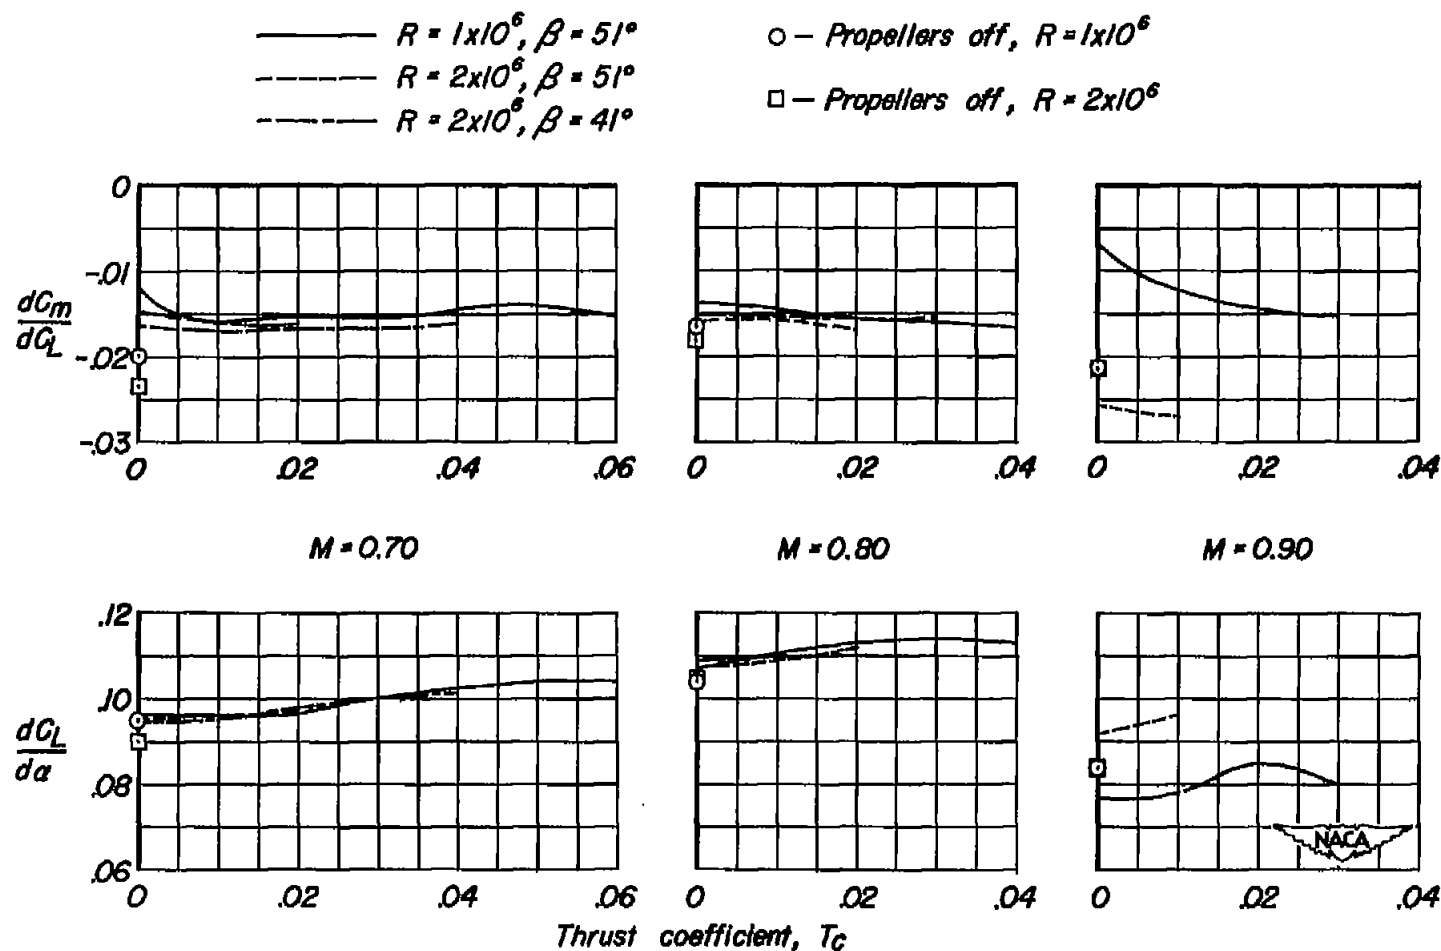 R = 1x10⁶, β = 51°
R = 2x10⁶, β = 51°
R = 2x10⁶, β = 41°
○ – Propellers off, R = 1x10⁶
□ – Propellers off, R = 2x10⁶
dCm
dCL
0
-.01
-.02
-.03
0 .02 .04 .06
0 .02 .04
0 .02 .04
M = 0.70 M = 0.80 M = 0.90
dCL
dα
.12
.10
.08
.06
NACA
0 .02 .04 .06
0 .02 .04
0 .02 .04
Thrust coefficient, Tc